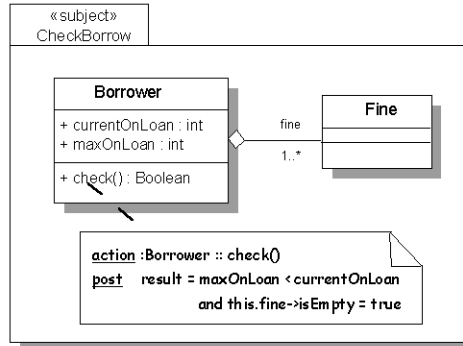 «subject»
CheckBorrow
Borrower
+ currentOnLoan : int
+ maxOnLoan : int
+ check() : Boolean
fine
1..*
Fine
action :Borrower :: check()
post result = maxOnLoan < currentOnLoan
and this.fine->isEmpty = true